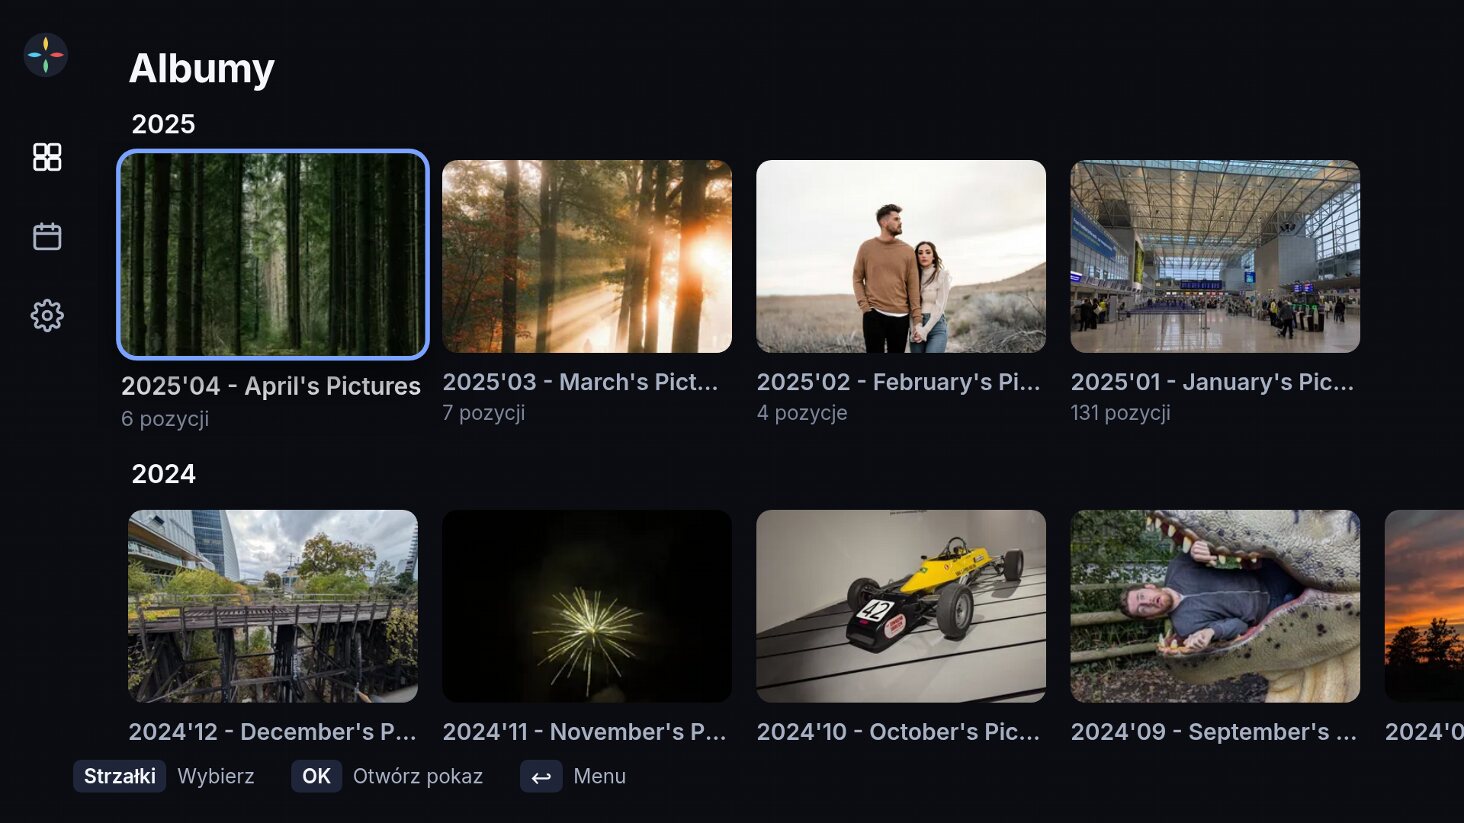 Albumy
2025
2025'04 - April's Pictures
6 pozycji
2025'03 - March's Pict...
7 pozycji
2025'02 - February's Pi...
4 pozycje
2025'01 - January's Pic...
131 pozycji
2024
42
2024'12 - December's P...
2024'11 - November's P...
2024'10 - October's Pic...
2024'09 - September's ...
2024'0
Strzałki Wybierz OK Otwórz pokaz Menu